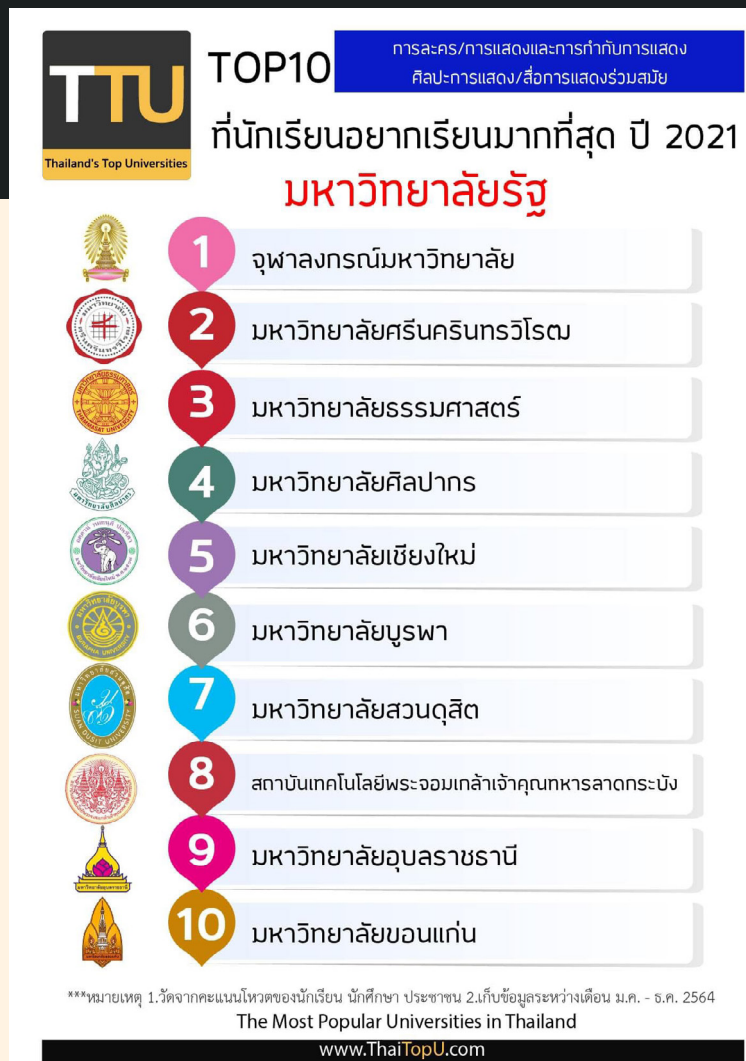 TTU
Thailand's Top Universities
TOP10
การละคร/การแสดงและการกำกับการแสดง
ศิลปะการแสดง/สื่อการแสดงร่วมสมัย
ที่นักเรียนอยากเรียนมากที่สุด ปี 2021
มหาวิทยาลัยรัฐ
1 จุฬาลงกรณ์มหาวิทยาลัย
2 มหาวิทยาลัยศรีนครินทรวิโรฒ
3 มหาวิทยาลัยธรรมศาสตร์
4 มหาวิทยาลัยศิลปากร
5 มหาวิทยาลัยเชียงใหม่
6 มหาวิทยาลัยบูรพา
7 มหาวิทยาลัยสวนดุสิต
8 สถาบันเทคโนโลยีพระจอมเกล้าเจ้าคุณทหารลาดกระบัง
9 มหาวิทยาลัยอุบลราชธานี
10 มหาวิทยาลัยขอนแก่น
***หมายเหตุ 1.วัดจากคะแนนโหวตของนักเรียน นักศึกษา ประชาชน 2.เก็บข้อมูลระหว่างเดือน ม.ค. - ธ.ค. 2564
The Most Popular Universities in Thailand
www.ThaiTopU.com